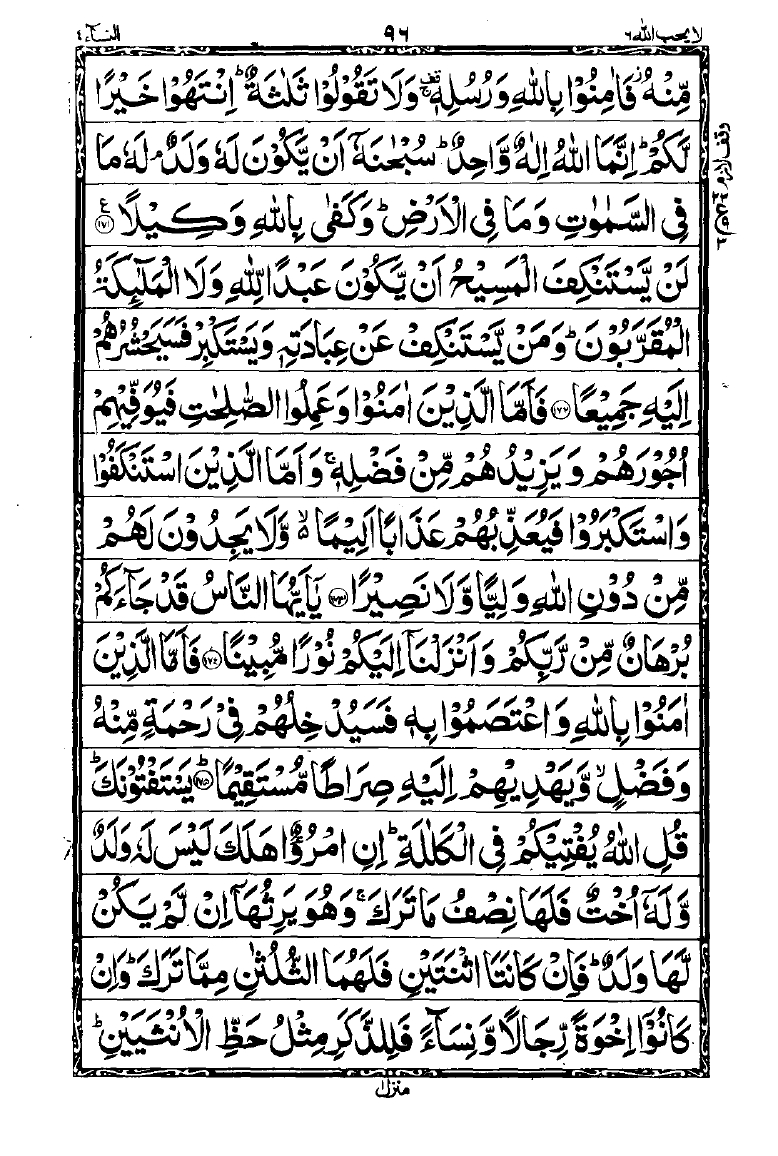 لا يحب الله ٦ ٩٦ النسآء ٤
مِّنْهُ ز فَاٰمِنُوْا بِاللّٰهِ وَرُسُلِهٖ ۚ وَلَا تَقُوْلُوْا ثَلٰثَةٌ ؕ اِنْتَهُوْا خَيْرًا
لَّكُمْ ؕ اِنَّمَا اللّٰهُ اِلٰهٌ وَّاحِدٌ ؕ سُبْحٰنَهٗۤ اَنْ يَّكُوْنَ لَهٗ وَلَدٌ ۘ لَهٗ مَا
فِى السَّمٰوٰتِ وَمَا فِى الْاَرْضِ ؕ وَكَفٰى بِاللّٰهِ وَكِيْلًا ع ۝١٧١
لَنْ يَّسْتَنْكِفَ الْمَسِيْحُ اَنْ يَّكُوْنَ عَبْدًا لِّلّٰهِ وَلَا الْمَلٰٓئِكَةُ
الْمُقَرَّبُوْنَ ؕ وَمَنْ يَّسْتَنْكِفْ عَنْ عِبَادَتِهٖ وَيَسْتَكْبِرْ فَسَيَحْشُرُهُمْ
اِلَيْهِ جَمِيْعًا ۝١٧٢ فَاَمَّا الَّذِيْنَ اٰمَنُوْا وَعَمِلُوا الصّٰلِحٰتِ فَيُوَفِّيْهِمْ
اُجُوْرَهُمْ وَيَزِيْدُهُمْ مِّنْ فَضْلِهٖ ۚ وَاَمَّا الَّذِيْنَ اسْتَنْكَفُوْا
وَاسْتَكْبَرُوْا فَيُعَذِّبُهُمْ عَذَابًا اَلِيْمًا ۙ۵ وَّلَا يَجِدُوْنَ لَهُمْ
مِّنْ دُوْنِ اللّٰهِ وَلِيًّا وَّلَا نَصِيْرًا ۝١٧٣ يٰۤاَيُّهَا النَّاسُ قَدْ جَآءَكُمْ
بُرْهَانٌ مِّنْ رَّبِّكُمْ وَاَنْزَلْنَاۤ اِلَيْكُمْ نُوْرًا مُّبِيْنًا ۝١٧٤ فَاَمَّا الَّذِيْنَ
اٰمَنُوْا بِاللّٰهِ وَاعْتَصَمُوْا بِهٖ فَسَيُدْخِلُهُمْ فِىْ رَحْمَةٍ مِّنْهُ
وَفَضْلٍ ۙ وَّيَهْدِيْهِمْ اِلَيْهِ صِرَاطًا مُّسْتَقِيْمًا ؕ ۝١٧٥ يَسْتَفْتُوْنَكَ ؕ
قُلِ اللّٰهُ يُفْتِيْكُمْ فِى الْكَلٰلَةِ ؕ اِنِ امْرُؤٌا هَلَكَ لَيْسَ لَهٗ وَلَدٌ
وَّلَهٗۤ اُخْتٌ فَلَهَا نِصْفُ مَا تَرَكَ ۚ وَهُوَ يَرِثُهَاۤ اِنْ لَّمْ يَكُنْ
لَّهَا وَلَدٌ ؕ فَاِنْ كَانَتَا اثْنَتَيْنِ فَلَهُمَا الثُّلُثٰنِ مِمَّا تَرَكَ ؕ وَاِنْ
كَانُوْۤا اِخْوَةً رِّجَالًا وَّنِسَآءً فَلِلذَّكَرِ مِثْلُ حَظِّ الْاُنْثَيَيْنِ ؕ
منزل ١
وقف لازم